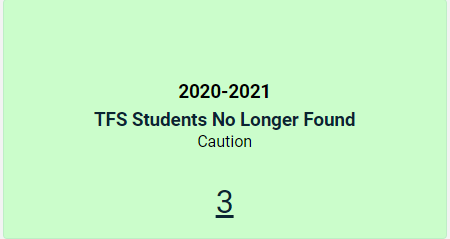 2020-2021
TFS Students No Longer Found
Caution
3